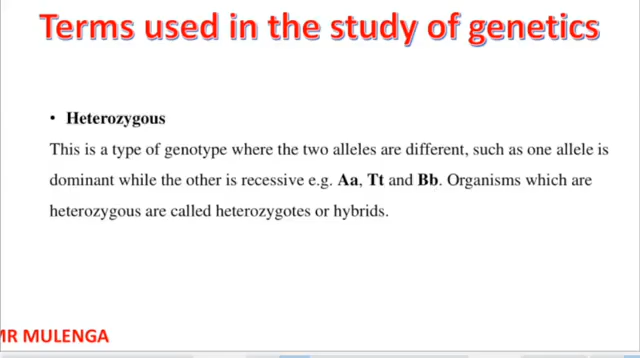 Terms used in the study of genetics
• Heterozygous
This is a type of genotype where the two alleles are different, such as one allele is
dominant while the other is recessive e.g. Aa, Tt and Bb. Organisms which are
heterozygous are called heterozygotes or hybrids.
MR MULENGA